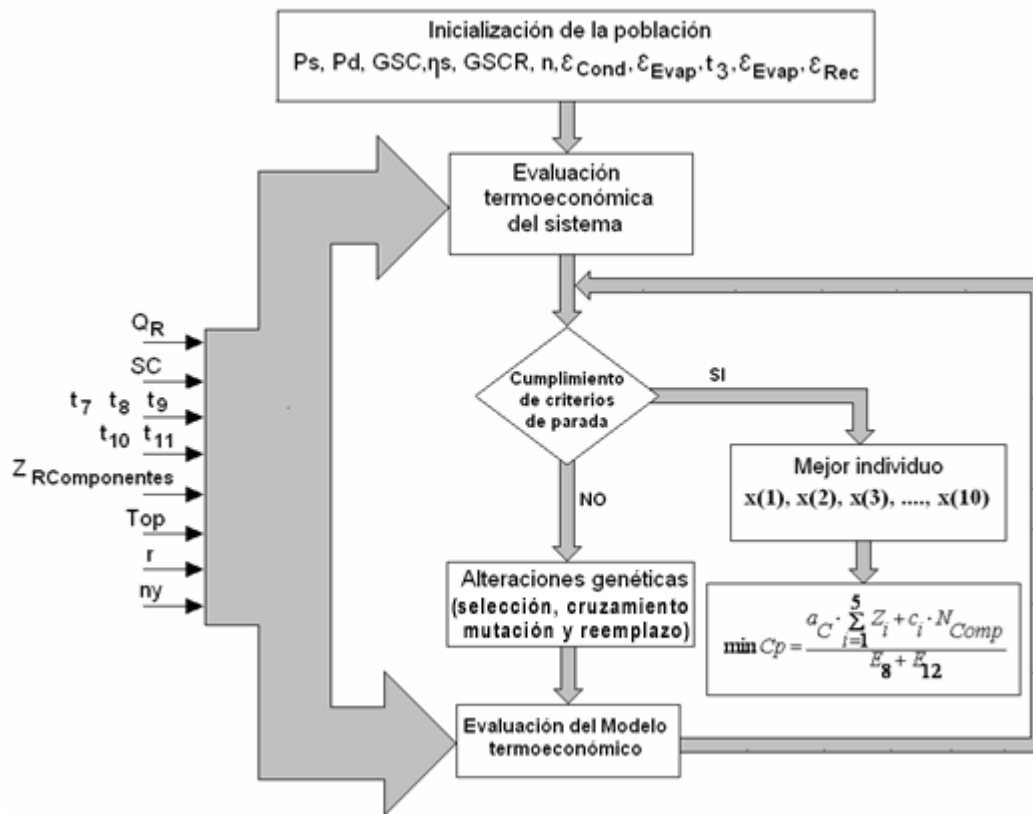 Inicialización de la población
Ps, Pd, GSC,ηs, GSCR, n,εCond,εEvap,t3,εEvap,εRec
Evaluación
termoeconómica
del sistema
QR
SC
t7 t8 t9
t10 t11
ZRComponentes
Top
r
ny
Cumplimiento
de criterios
de parada
SI
NO
Mejor individuo
x(1), x(2), x(3), ...., x(10)
Alteraciones genéticas
(selección, cruzamiento
mutación y reemplazo)
min Cp = (aC · ∑i=1^5 Zi + ci · NComp) / (E8 + E12)
Evaluación del Modelo
termoeconómico